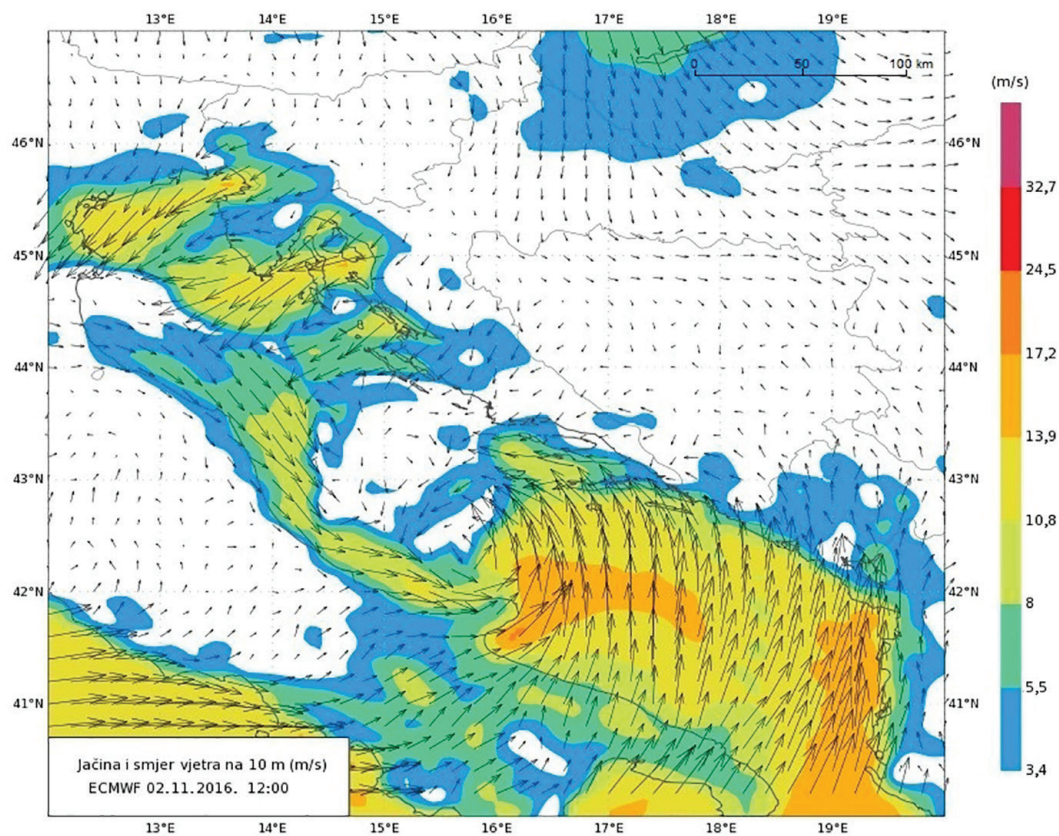 13°E 14°E 15°E 16°E 17°E 18°E 19°E
0 50 100 km
(m/s)
46°N 46°N
32,7
45°N 45°N
24,5
17,2
44°N 44°N
13,9
43°N 43°N
10,8
42°N 42°N
8
41°N 41°N
5,5
3,4
Jačina i smjer vjetra na 10 m (m/s)
ECMWF 02.11.2016. 12:00
13°E 14°E 15°E 16°E 17°E 18°E 19°E